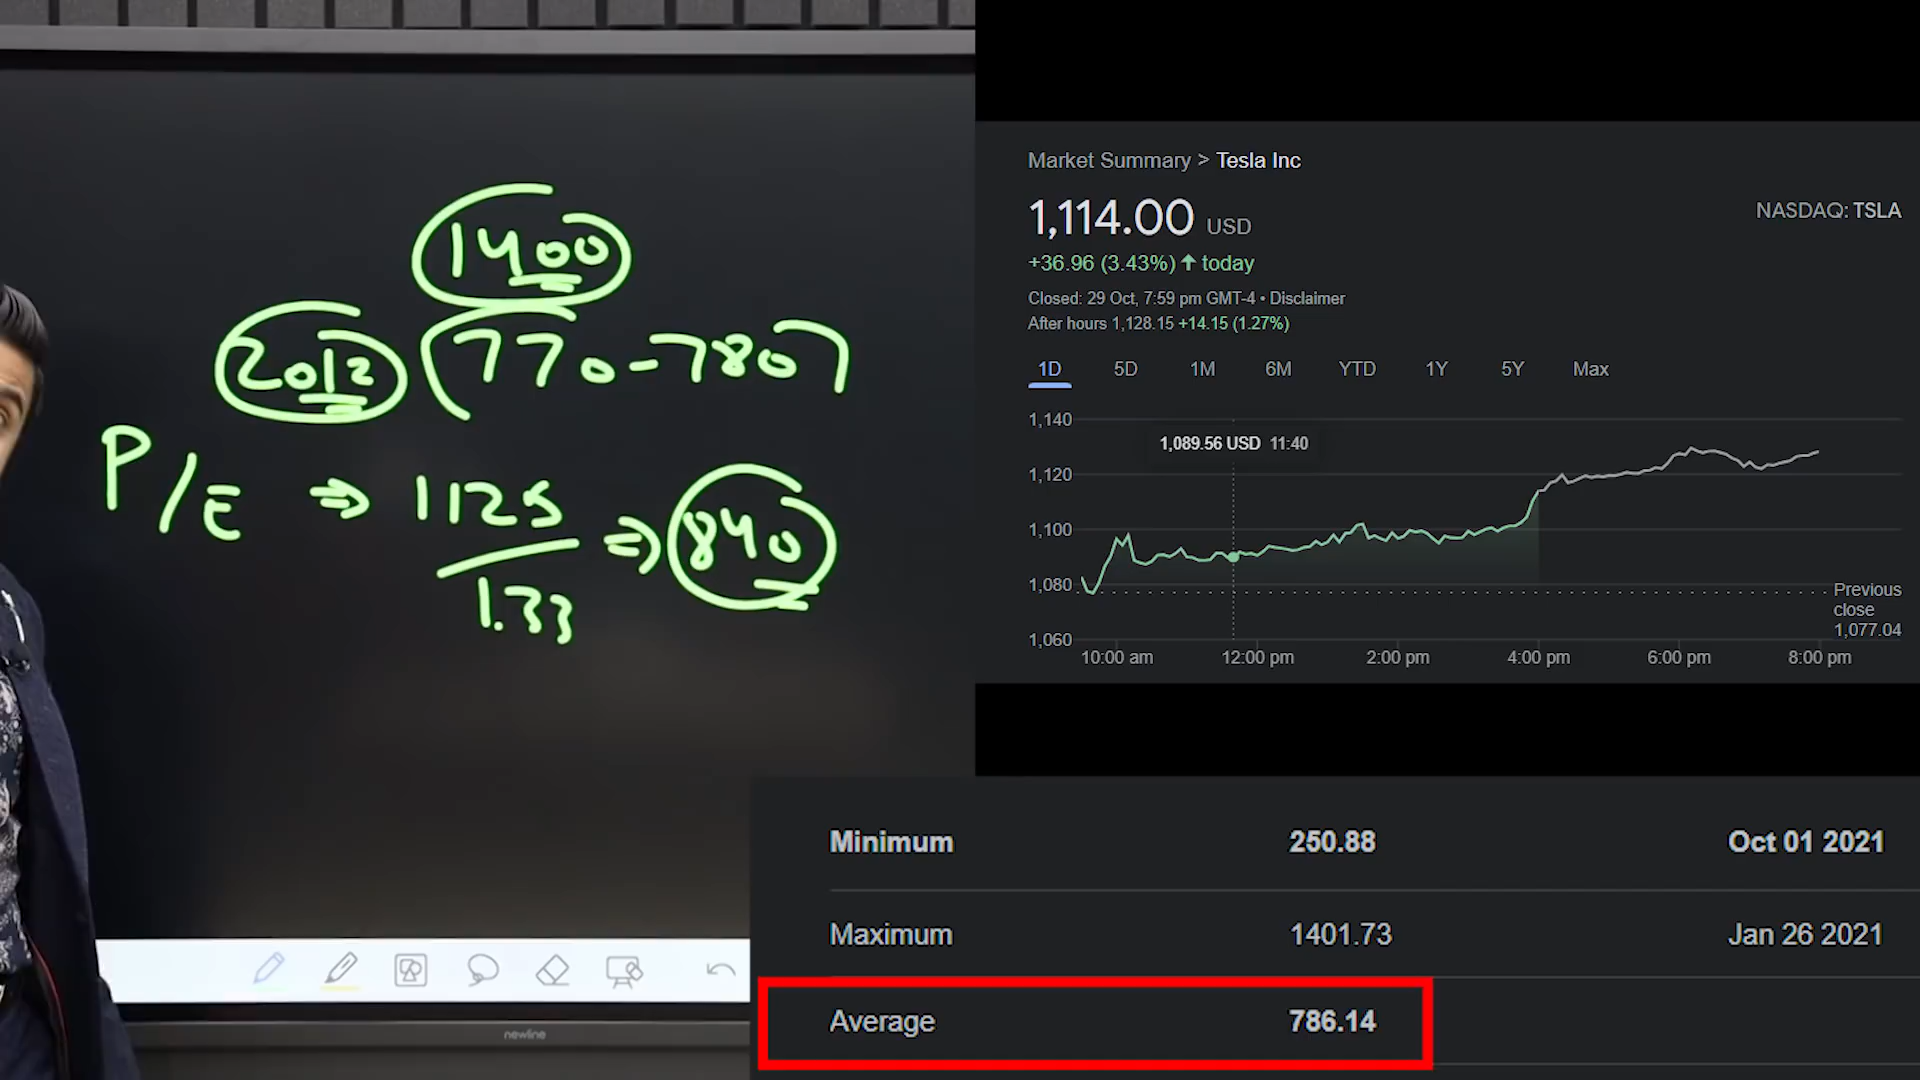 1400
2012 (770-780)
P/E ⇒ 1125 ⇒ 840
1.33
newline
Market Summary > Tesla Inc
1,114.00 USD
NASDAQ: TSLA
+36.96 (3.43%) ↑ today
Closed: 29 Oct, 7:59 pm GMT-4 • Disclaimer
After hours 1,128.15 +14.15 (1.27%)
1D 5D 1M 6M YTD 1Y 5Y Max
1,140
1,089.56 USD 11:40
1,120
1,100
1,080
Previous
close
1,077.04
1,060
10:00 am 12:00 pm 2:00 pm 4:00 pm 6:00 pm 8:00 pm
Minimum 250.88 Oct 01 2021
Maximum 1401.73 Jan 26 2021
Average 786.14